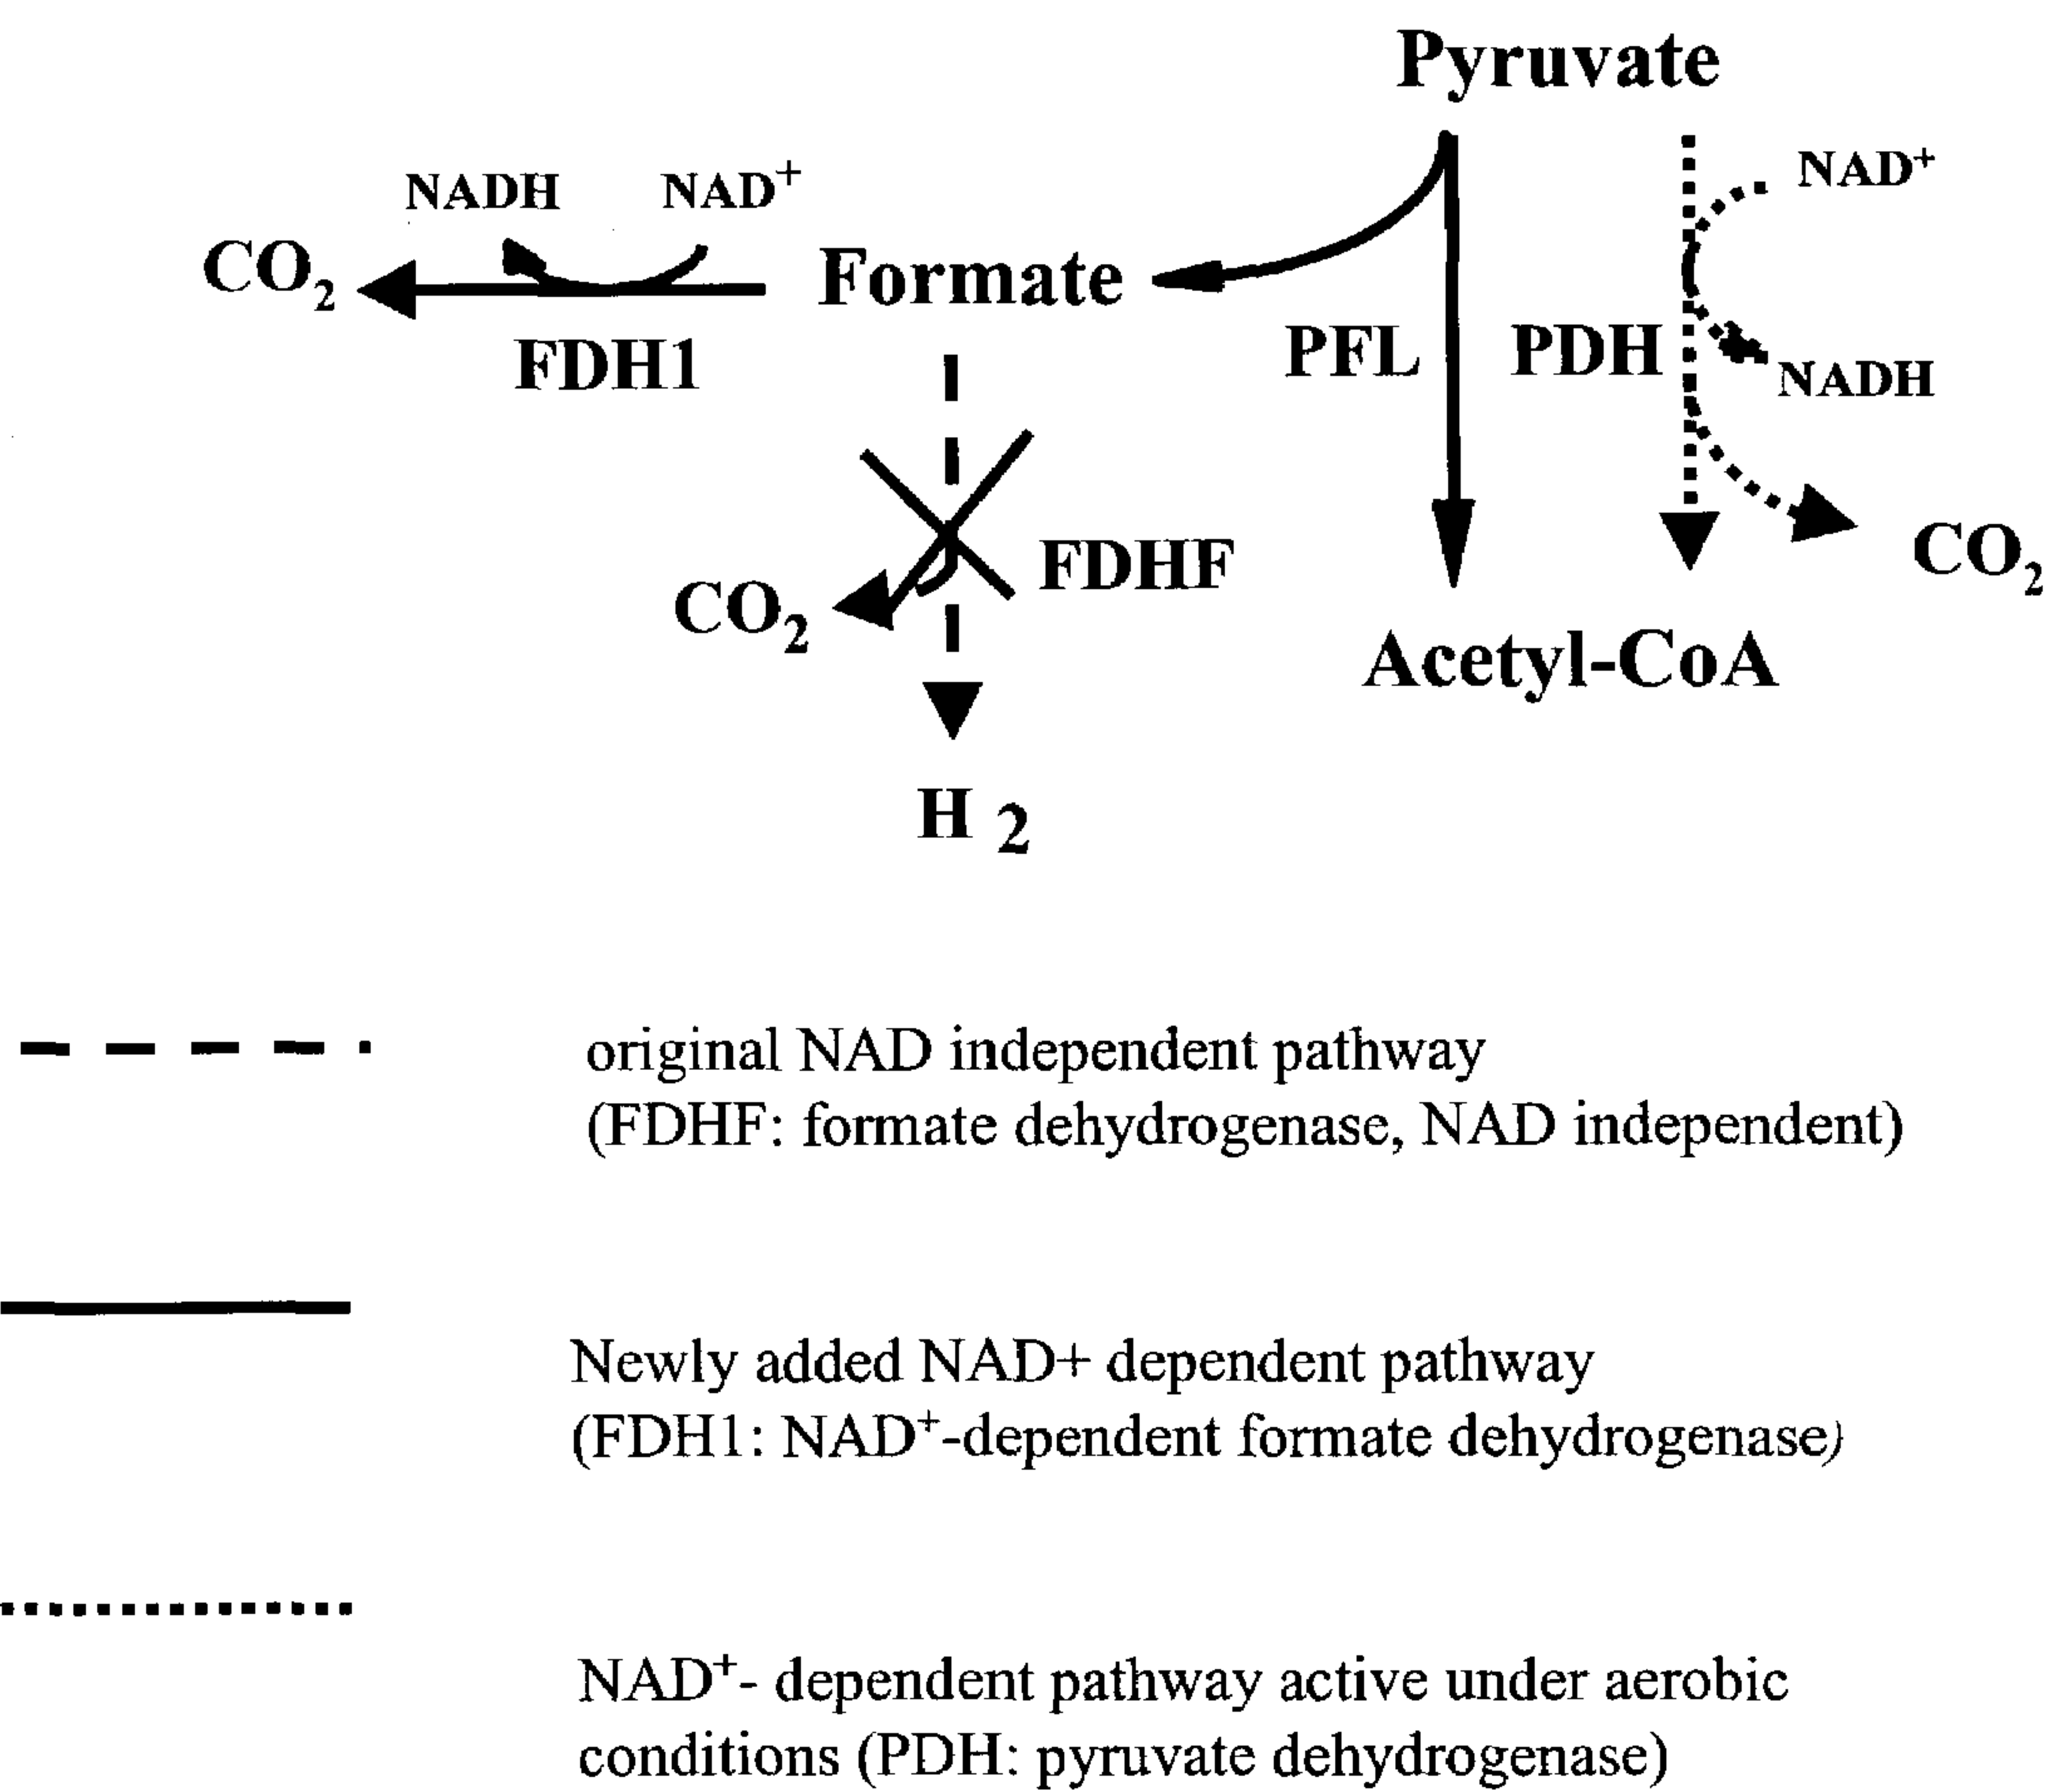 Pyruvate
NADH NAD⁺ NAD⁺
CO₂ Formate
FDH1 PFL PDH NADH
CO₂ FDHF CO₂
Acetyl-CoA
H 2
original NAD independent pathway
(FDHF: formate dehydrogenase, NAD independent)
Newly added NAD+ dependent pathway
(FDH1: NAD⁺-dependent formate dehydrogenase)
NAD⁺- dependent pathway active under aerobic
conditions (PDH: pyruvate dehydrogenase)